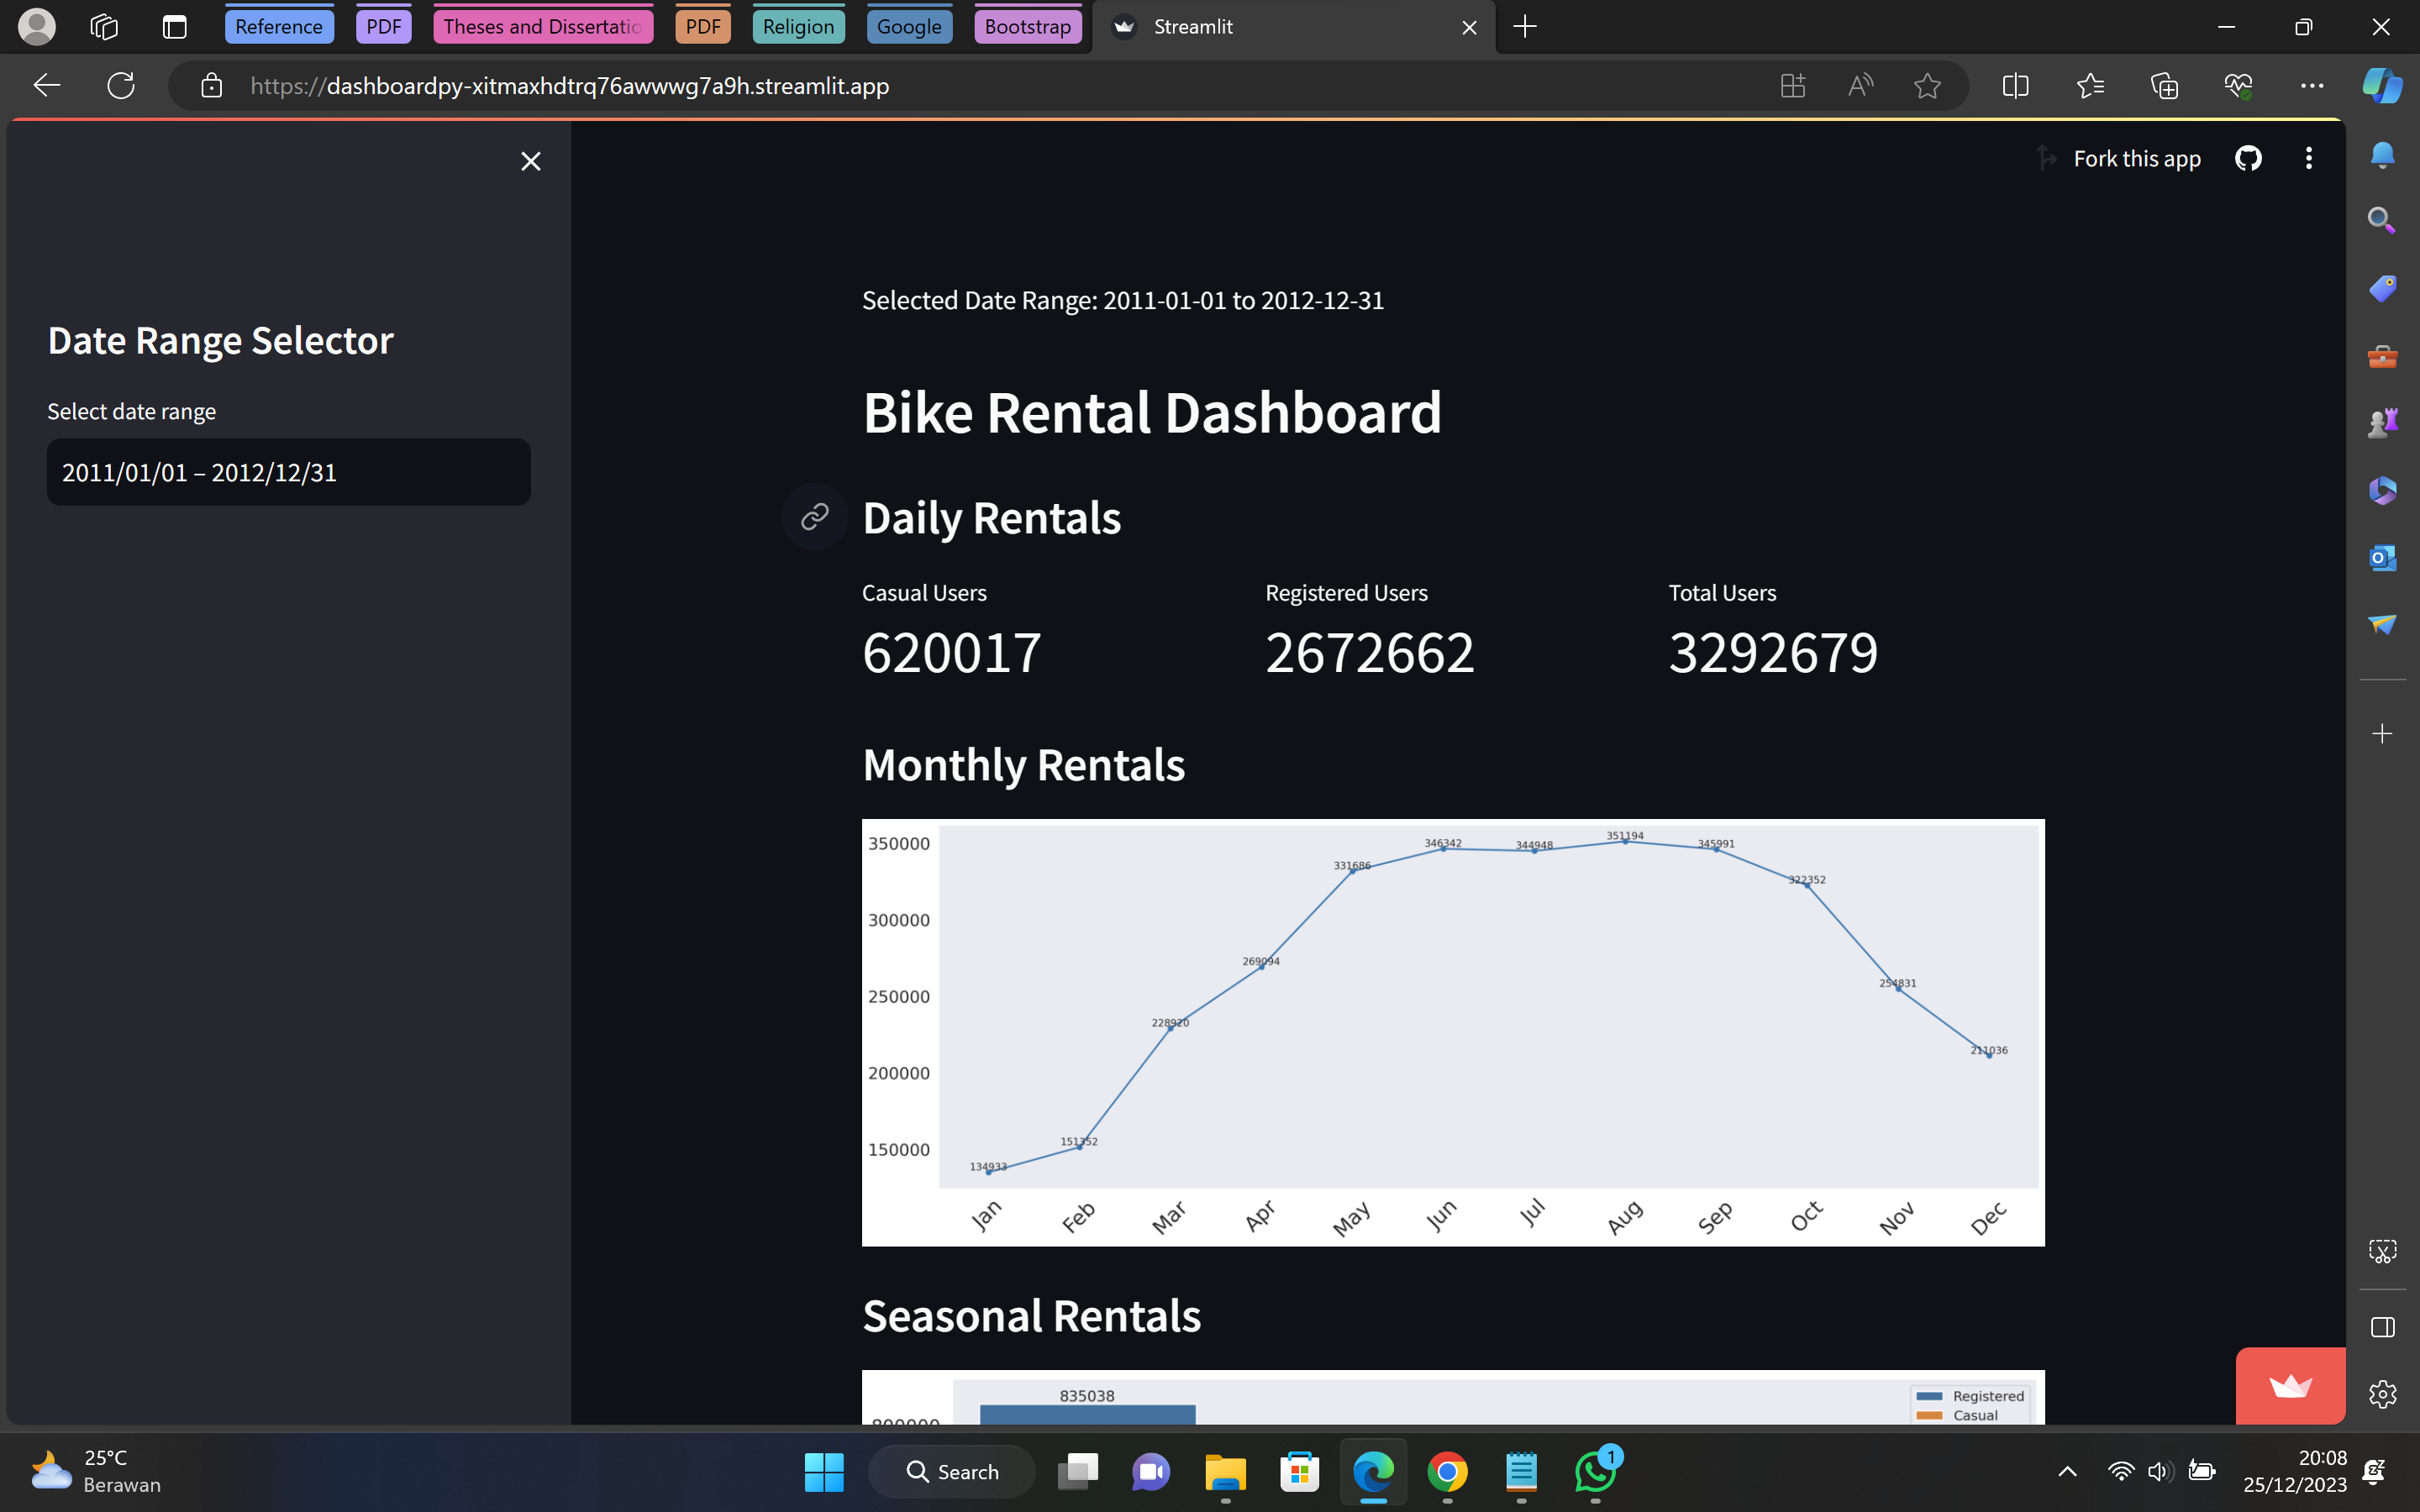 Reference
PDF
Theses and Dissertatio
PDF
Religion
Google
Bootstrap
Streamlit
https://dashboardpy-xitmaxhdtrq76awwwg7a9h.streamlit.app
Fork this app
Date Range Selector
Select date range
2011/01/01 – 2012/12/31
Selected Date Range: 2011-01-01 to 2012-12-31
Bike Rental Dashboard
Daily Rentals
Casual Users
620017
Registered Users
2672662
Total Users
3292679
Monthly Rentals
350000
300000
250000
200000
150000
134933
151352
228920
269094
331686
346342
344948
351194
345991
322352
254831
211036
Jan
Feb
Mar
Apr
May
Jun
Jul
Aug
Sep
Oct
Nov
Dec
Seasonal Rentals
800000
835038
Registered
Casual
25°C
Berawan
Search
1
20:08
25/12/2023